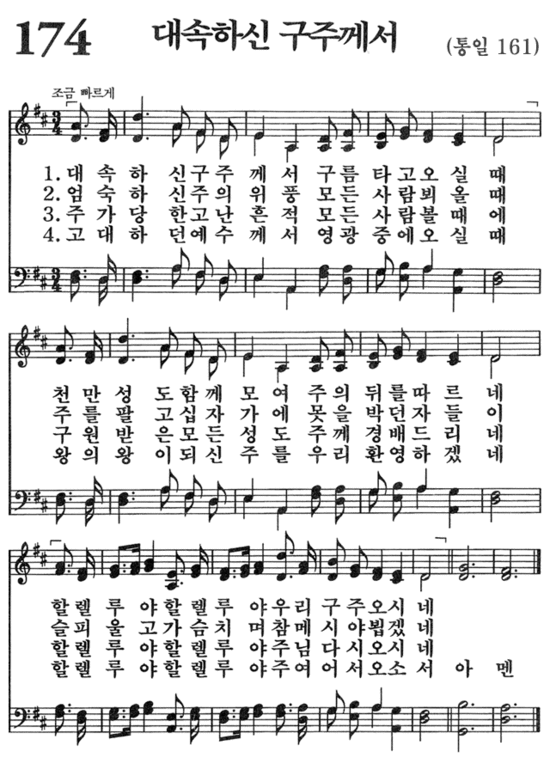 174 대속하신 구주께서 (통일 161)
조금 빠르게
1. 대 속 하 신구주 께 서 구름 타고오 실 때
2. 엄 숙 하 신주의 위 풍 모든 사람뵈 올 때
3. 주 가 당 한고난 흔 적 모든 사람볼 때 에
4. 고 대 하 던예수 께 서 영광 중에오 실 때
천 만 성 도함께 모 여 주의 뒤를따 르 네
주 를 팔 고십자 가 에 못을 박던자 들 이
구 원 받 은모든 성 도 주께 경배드 리 네
왕 의 왕 이되신 주 를 우리 환영하 겠 네
할 렐 루 야할렐 루 야우리 구주오시 네
슬 피 울 고가슴 치 며참메 시야뵙겠 네
할 렐 루 야할렐 루 야주님 다시오시 네
할 렐 루 야할렐 루 야주여 어서오소 서 아 멘